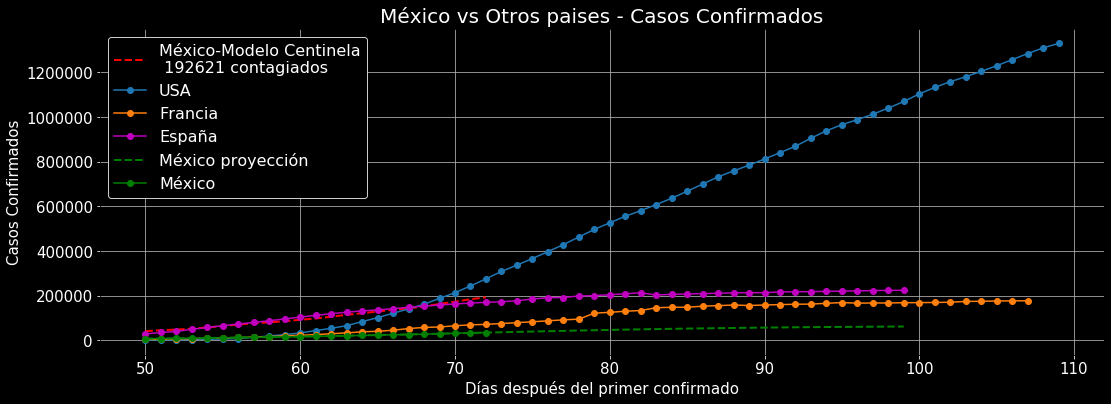 México vs Otros paises - Casos Confirmados
México-Modelo Centinela
192621 contagiados
USA
Francia
España
México proyección
México
Casos Confirmados
1200000
1000000
800000
600000
400000
200000
0
50 60 70 80 90 100 110
Días después del primer confirmado